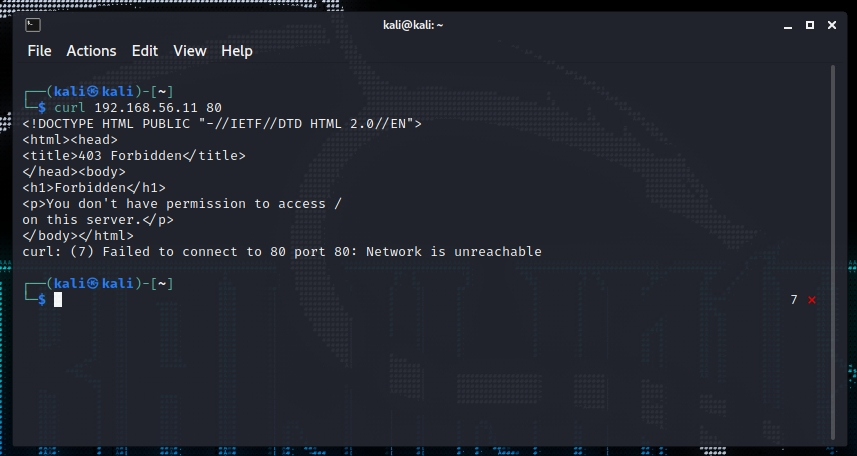 kali@kali: ~
File Actions Edit View Help
┌──(kali㉿kali)-[~]
└─$ curl 192.168.56.11 80
<!DOCTYPE HTML PUBLIC "-//IETF//DTD HTML 2.0//EN">
<html><head>
<title>403 Forbidden</title>
</head><body>
<h1>Forbidden</h1>
<p>You don't have permission to access /
on this server.</p>
</body></html>
curl: (7) Failed to connect to 80 port 80: Network is unreachable
┌──(kali㉿kali)-[~]
└─$ 7 ⨯